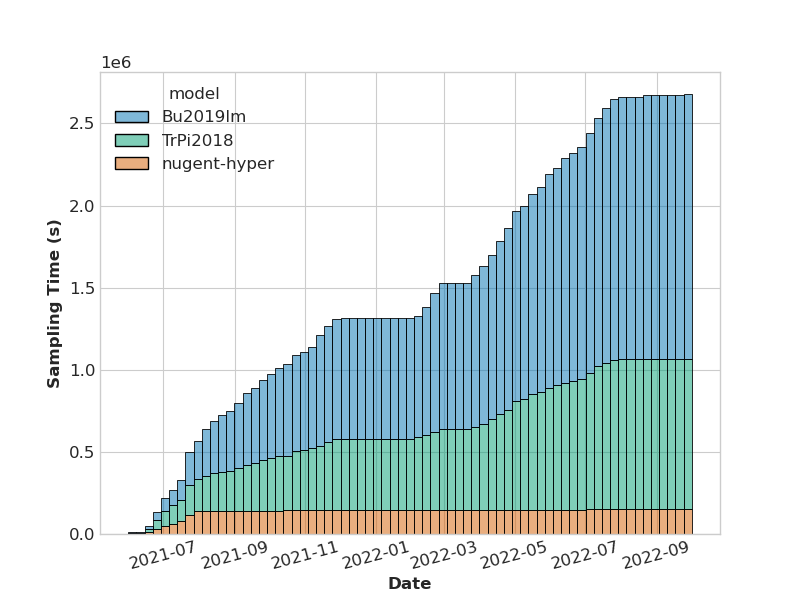 1e6
model
Bu2019lm
TrPi2018
nugent-hyper
2.5
2.0
1.5
1.0
0.5
0.0
Sampling Time (s)
2021-07
2021-09
2021-11
2022-01
2022-03
2022-05
2022-07
2022-09
Date